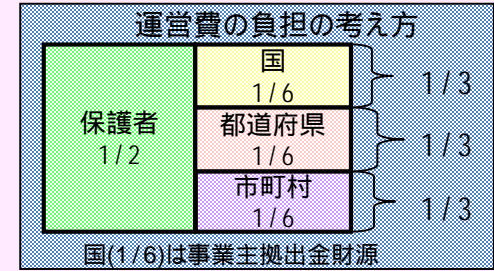 運営費の負担の考え方
保護者
1/2
国
1/6
都道府県
1/6
市町村
1/6
1/3
1/3
1/3
国(1/6)は事業主拠出金財源